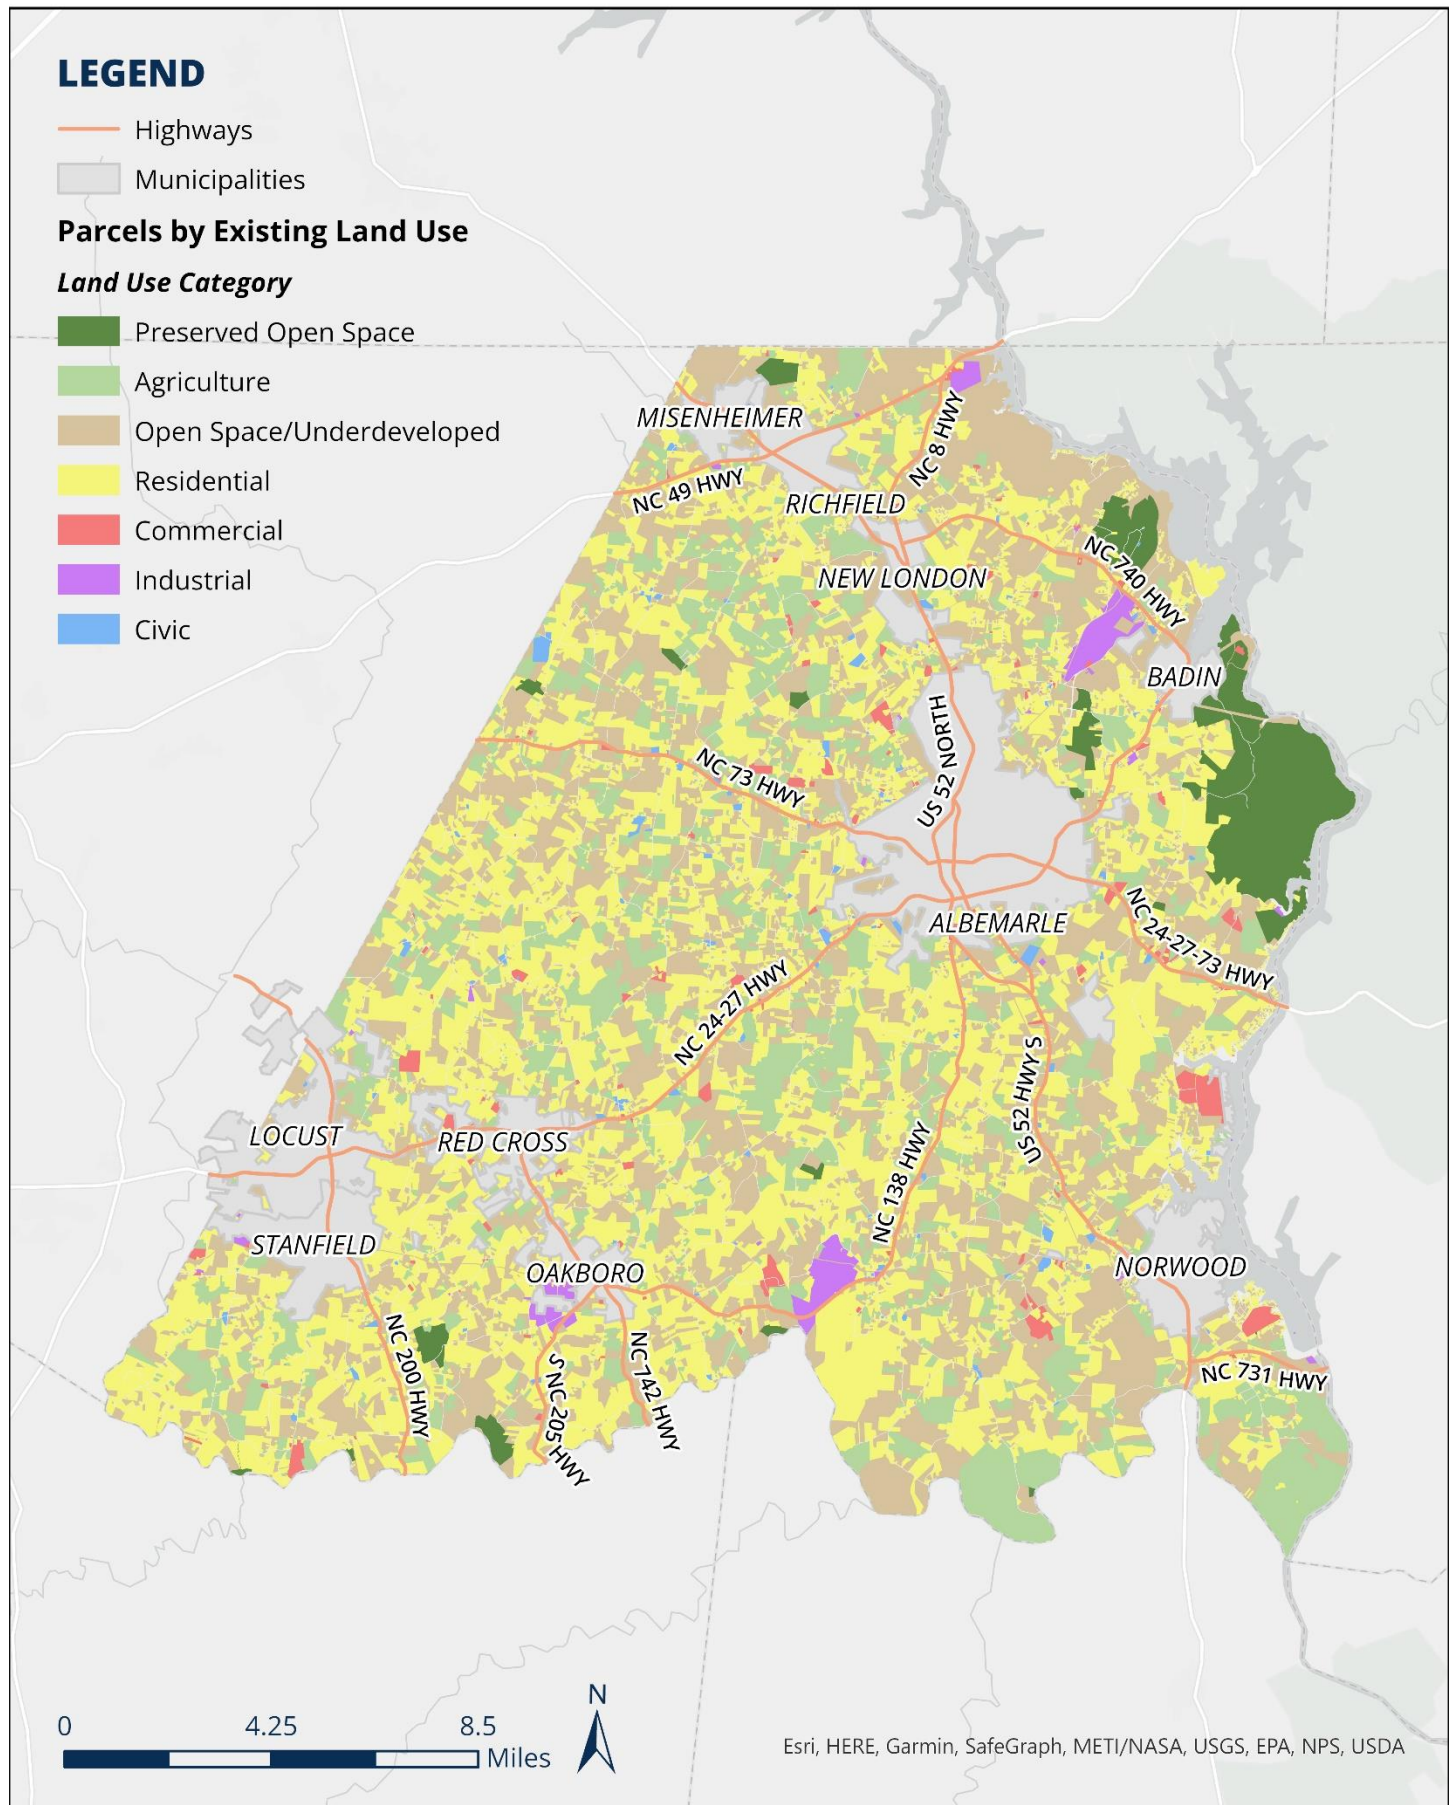 LEGEND
Highways
Municipalities
Parcels by Existing Land Use
Land Use Category
Preserved Open Space
Agriculture
Open Space/Underdeveloped
Residential
Commercial
Industrial
Civic
MISENHEIMER
NC 8 HWY
NC 49 HWY
RICHFIELD
NC 740 HWY
NEW LONDON
BADIN
US 52 NORTH
NC 73 HWY
ALBEMARLE
NC 24-27-73 HWY
NC 24-27 HWY
US 52 HWY S
LOCUST
RED CROSS
NC 138 HWY
STANFIELD
OAKBORO
NORWOOD
NC 200 HWY
S NC 205 HWY
NC 742 HWY
NC 731 HWY
N
0 4.25 8.5
Miles
Esri, HERE, Garmin, SafeGraph, METI/NASA, USGS, EPA, NPS, USDA